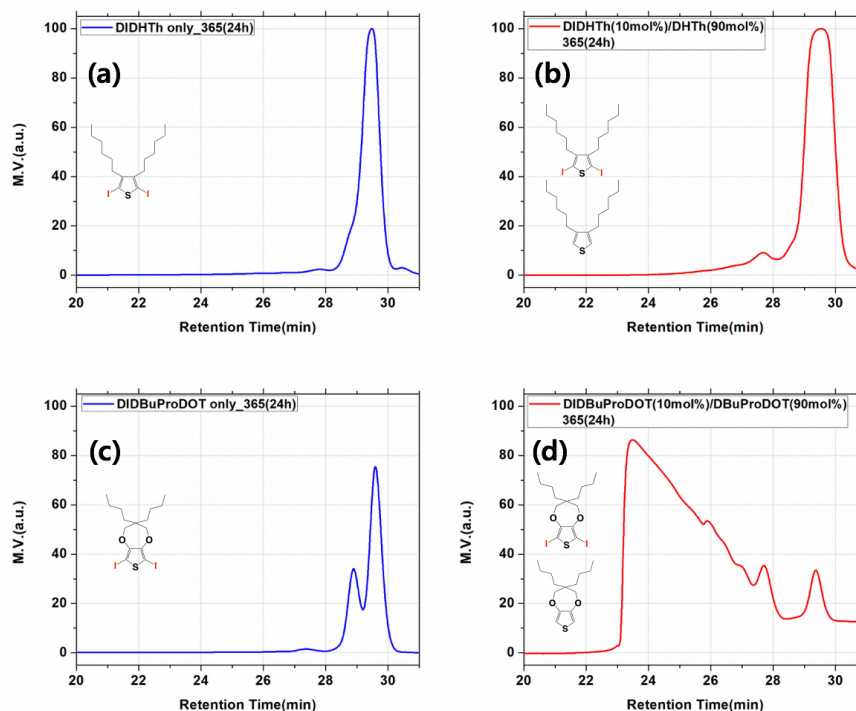 DIDHTh only_365(24h)
(a)
I
S
I
M.V.(a.u.)
100
80
60
40
20
0
20
22
24
26
28
30
Retention Time(min)
DIDHTh(10mol%)/DHTh(90mol%)
365(24h)
(b)
I
S
I
S
M.V.(a.u.)
100
80
60
40
20
0
20
22
24
26
28
30
Retention Time(min)
DIDBuProDOT only_365(24h)
(c)
O
O
I
S
I
M.V.(a.u.)
100
80
60
40
20
0
20
22
24
26
28
30
Retention Time(min)
DIDBuProDOT(10mol%)/DBuProDOT(90mol%)
365(24h)
(d)
O
O
I
S
I
O
O
S
M.V.(a.u.)
100
80
60
40
20
0
20
22
24
26
28
30
Retention Time(min)